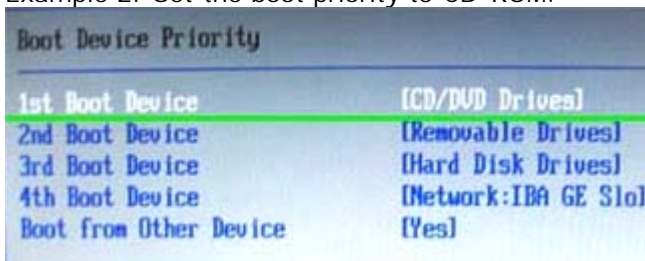 Example 2: Set the boot priority to CD-ROM.
Boot Device Priority
1st Boot Device [CD/DVD Drives]
2nd Boot Device [Removable Drives]
3rd Boot Device [Hard Disk Drives]
4th Boot Device [Network:IBA GE Slo]
Boot from Other Device [Yes]